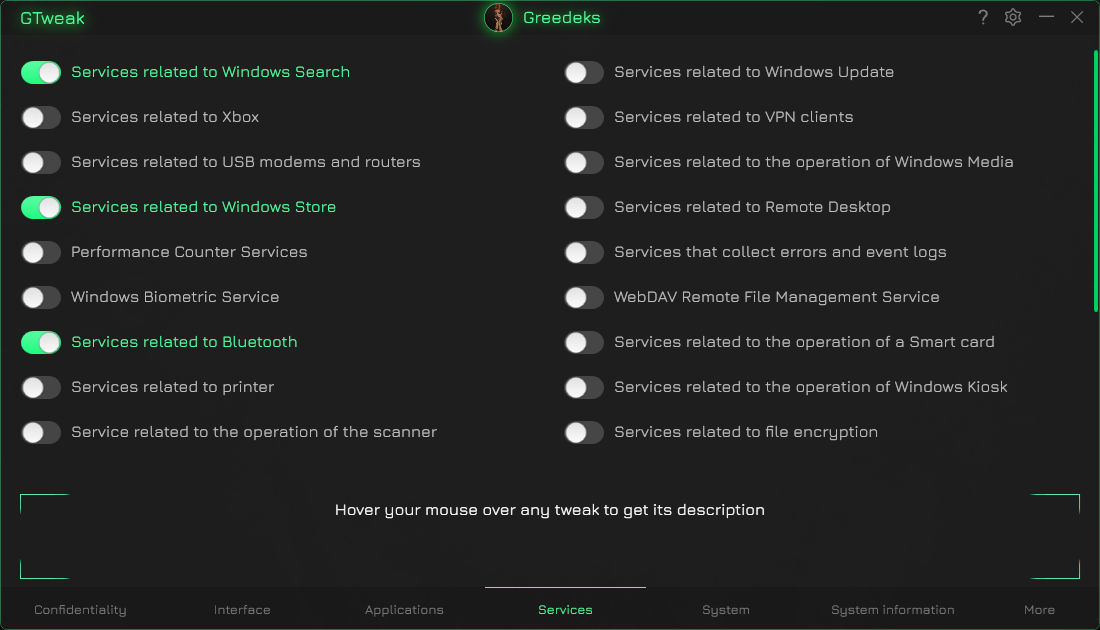 GTweak
Greedeks
?
Services related to Windows Search
Services related to Windows Update
Services related to Xbox
Services related to VPN clients
Services related to USB modems and routers
Services related to the operation of Windows Media
Services related to Windows Store
Services related to Remote Desktop
Performance Counter Services
Services that collect errors and event logs
Windows Biometric Service
WebDAV Remote File Management Service
Services related to Bluetooth
Services related to the operation of a Smart card
Services related to printer
Services related to the operation of Windows Kiosk
Service related to the operation of the scanner
Services related to file encryption
Hover your mouse over any tweak to get its description
Confidentiality
Interface
Applications
Services
System
System information
More